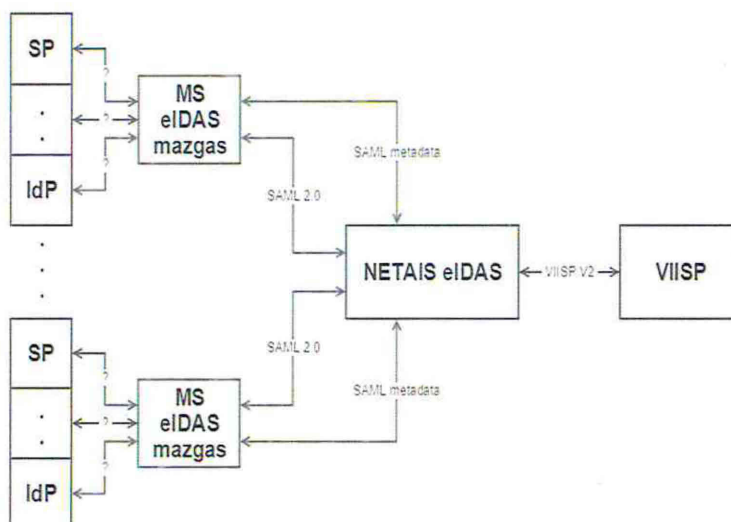 SP
.
.
IdP
?
?
?
MS
eIDAS
mazgas
SAML metadata
SAML 2.0
.
.
.
NETAIS eIDAS
VIISP V2
VIISP
SP
.
.
IdP
?
?
?
MS
eIDAS
mazgas
SAML 2.0
SAML metadata